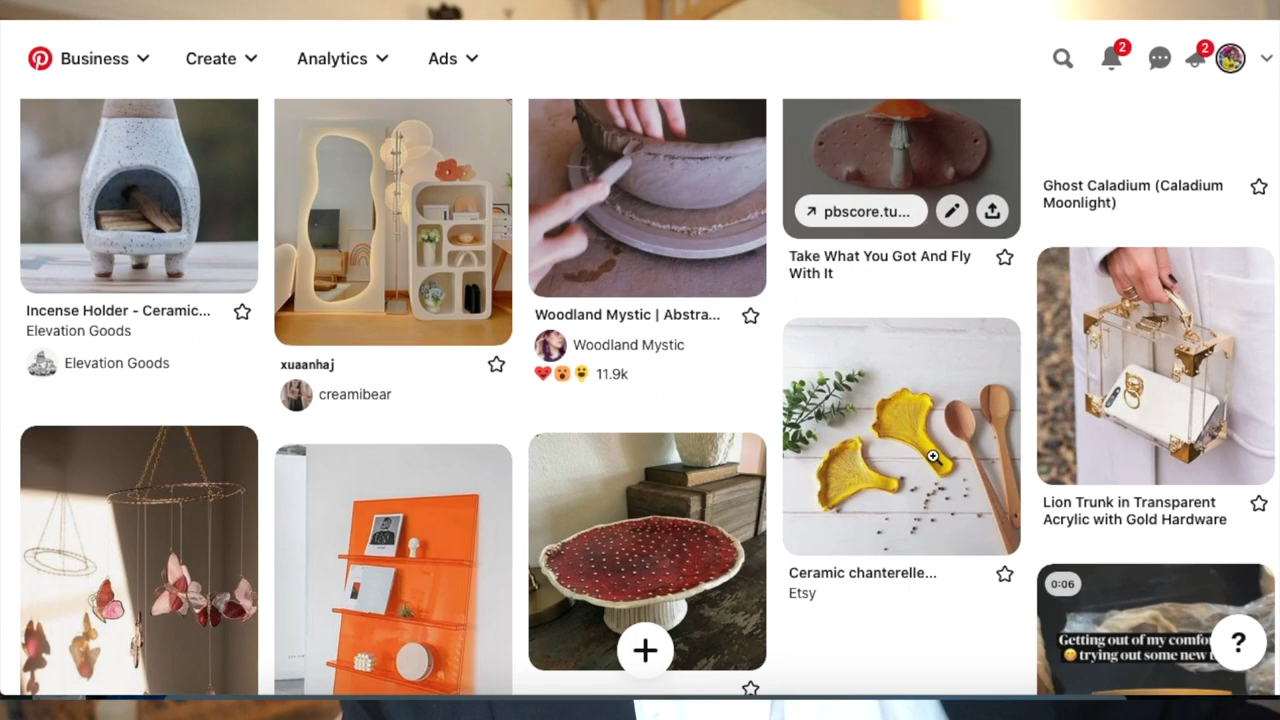 Business
Create
Analytics
Ads
2
2
Incense Holder - Ceramic...
Elevation Goods
Elevation Goods
xuaanhaj
creamibear
Woodland Mystic | Abstra...
Woodland Mystic
11.9k
pbscore.tu...
Take What You Got And Fly
With It
Ceramic chanterelle...
Etsy
Ghost Caladium (Caladium
Moonlight)
Lion Trunk in Transparent
Acrylic with Gold Hardware
0:06
Getting out of my
trying out some new
?